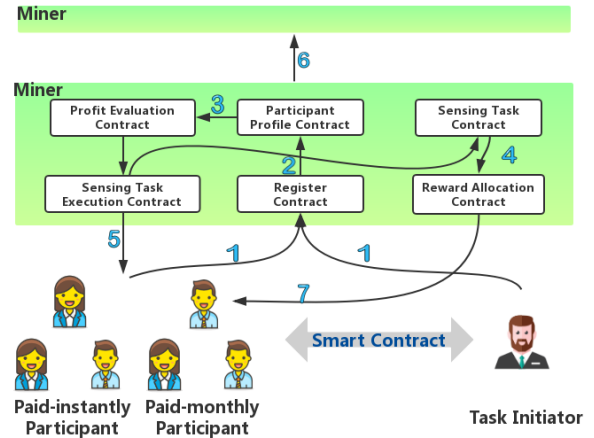 Miner
6
Miner
Profit Evaluation
Contract
3
Participant
Profile Contract
Sensing Task
Contract
2
4
Sensing Task
Execution Contract
Register
Contract
Reward Allocation
Contract
5
1
1
7
Smart Contract
Paid-instantly
Participant
Paid-monthly
Participant
Task Initiator